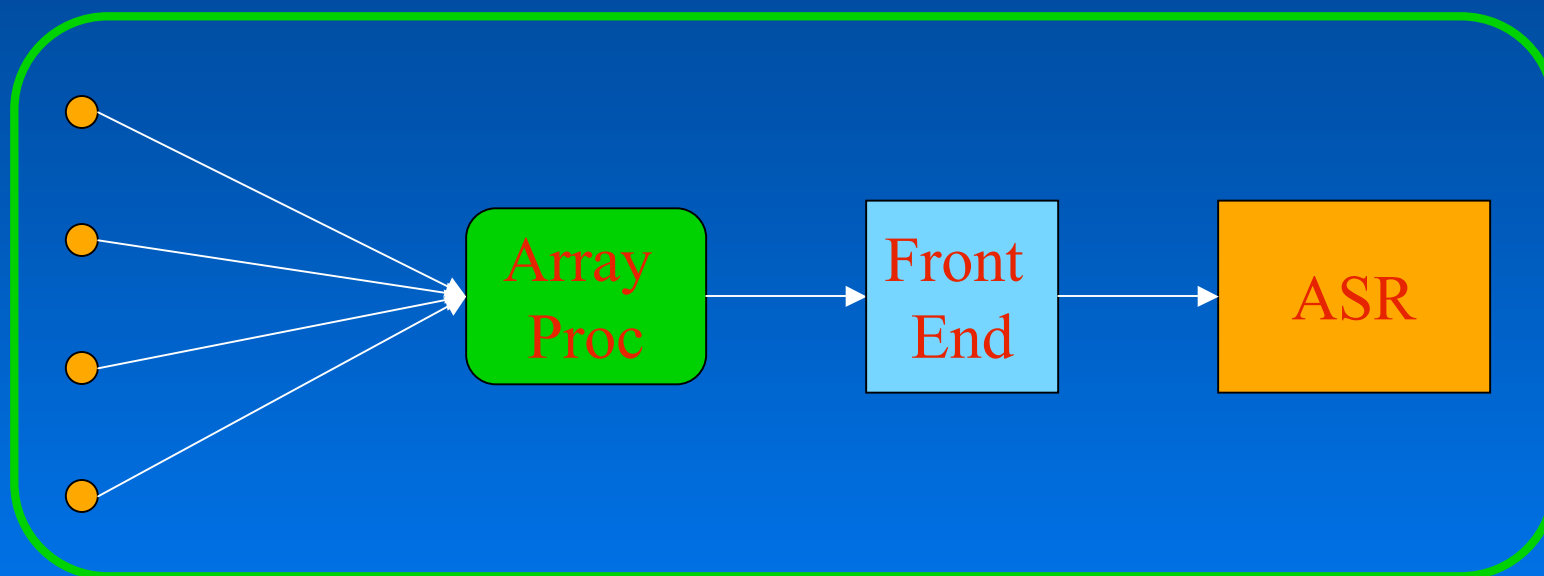 Array
Proc
Front
End
ASR